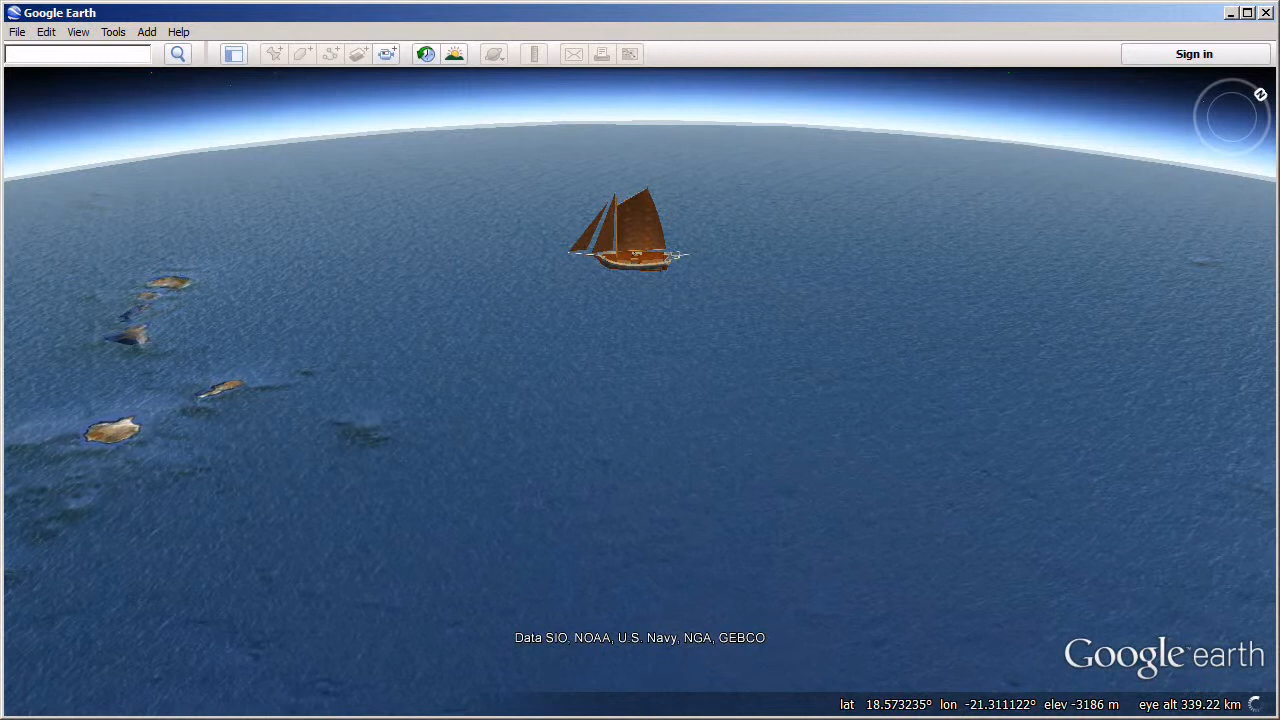 Google Earth
File Edit View Tools Add Help
Sign in
Data SIO, NOAA, U.S. Navy, NGA, GEBCO
Google earth
lat 18.573235° lon -21.311122° elev -3186 m eye alt 339.22 km